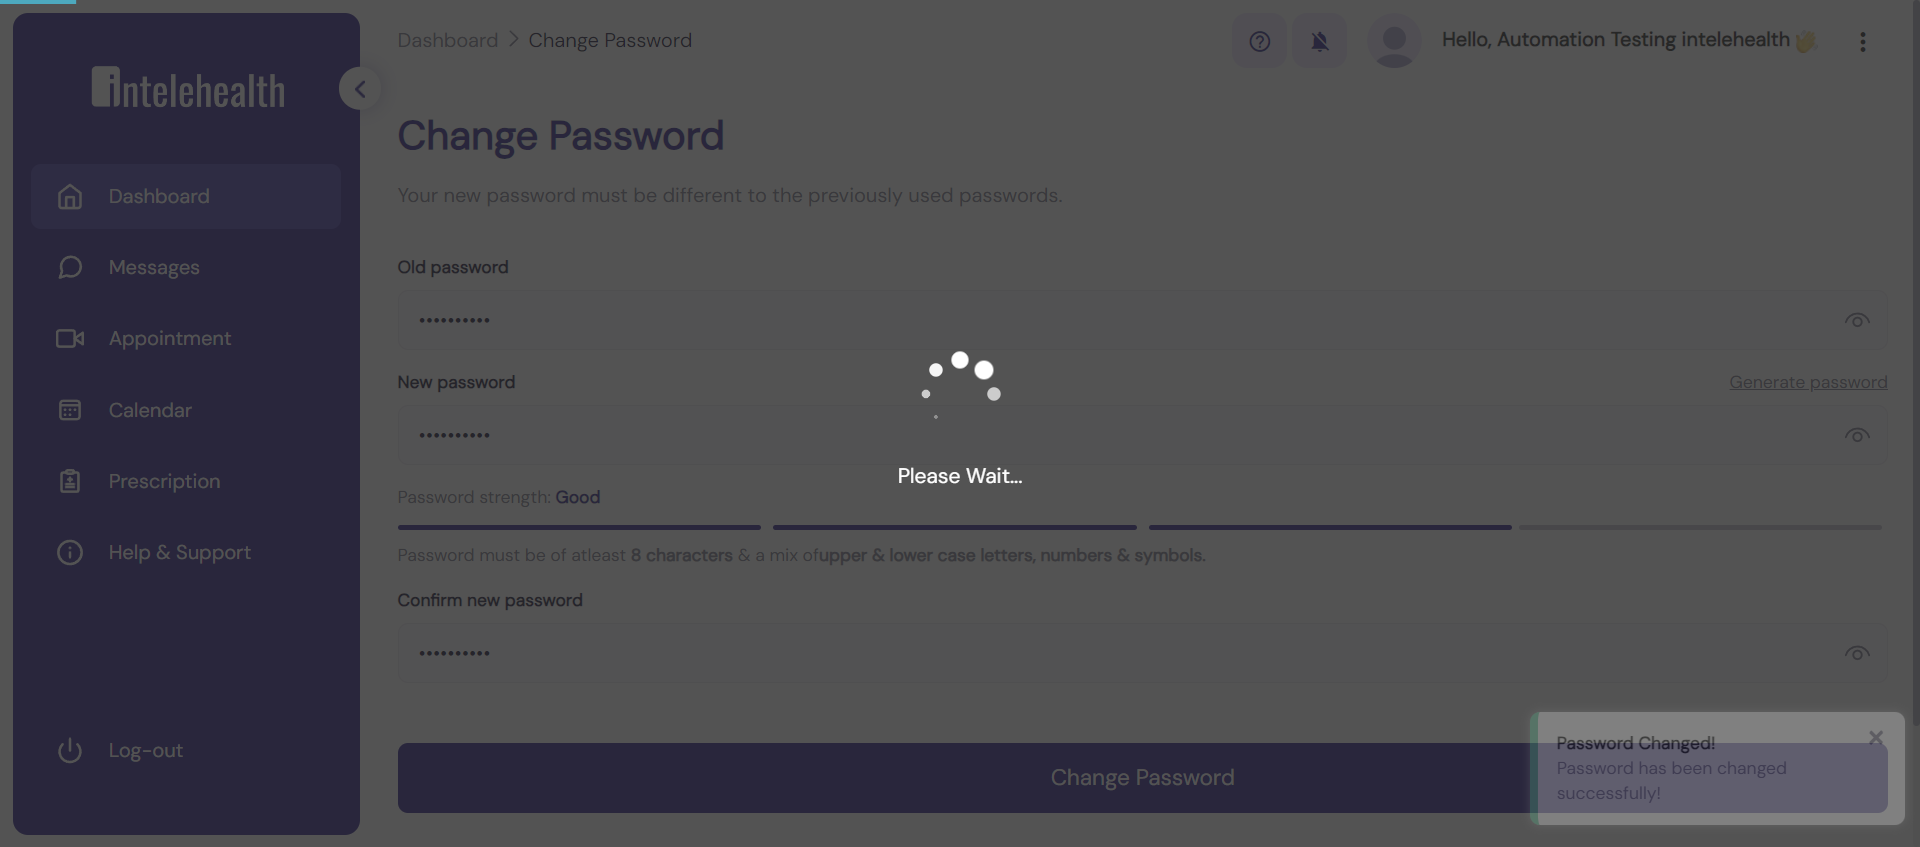 intelehealth
Dashboard
Messages
Appointment
Calendar
Prescription
Help & Support
Log-out
Dashboard > Change Password
Hello, Automation Testing intelehealth 👋
Change Password
Your new password must be different to the previously used passwords.
Old password
••••••••••
New password
Generate password
••••••••••
Please Wait...
Password strength: Good
Password must be of atleast 8 characters & a mix ofupper & lower case letters, numbers & symbols.
Confirm new password
••••••••••
Change Password
Password Changed!
Password has been changed
successfully!